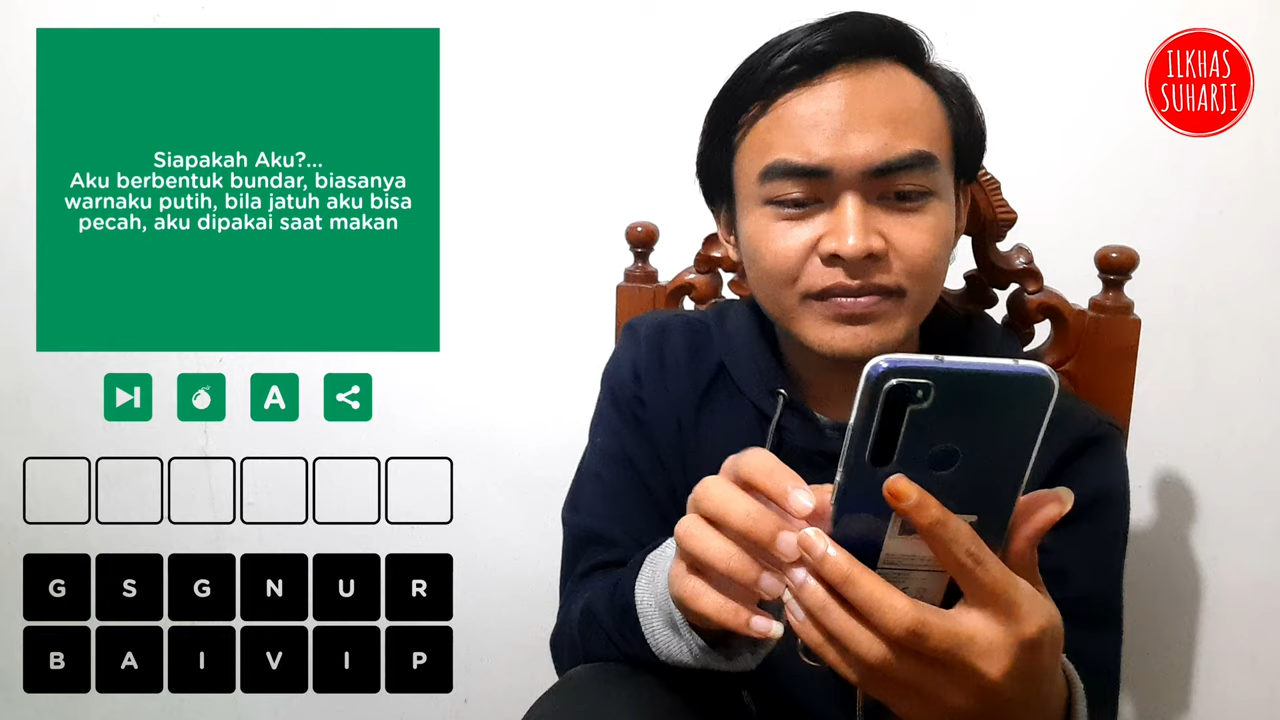 Siapakah Aku?...
Aku berbentuk bundar, biasanya
warnaku putih, bila jatuh aku bisa
pecah, aku dipakai saat makan
A
G S G N U R
B A I V I P
ILKHAS
SUHARJI